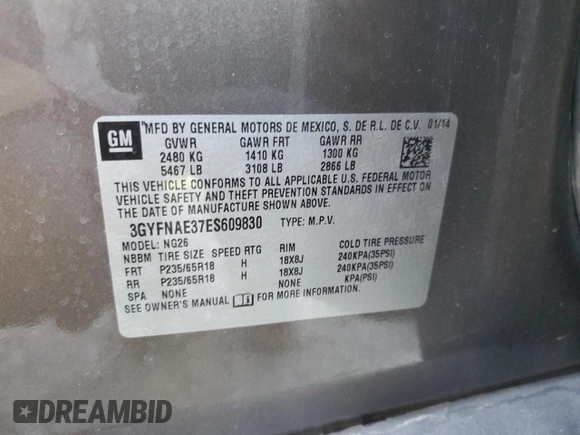 GM
MFD BY GENERAL MOTORS DE MEXICO, S. DE R.L. DE C.V. 01/14
GVWR GAWR FRT GAWR RR
2480 KG 1410 KG 1300 KG
5467 LB 3108 LB 2866 LB
THIS VEHICLE CONFORMS TO ALL APPLICABLE U.S. FEDERAL MOTOR
VEHICLE SAFETY AND THEFT PREVENTION STANDARDS IN EFFECT ON
THE DATE OF MANUFACTURE SHOWN ABOVE.
3GYFNAE37ES609830 TYPE: M.P.V.
MODEL: NG26
NBBM TIRE SIZE SPEED RTG RIM COLD TIRE PRESSURE
FRT P235/65R18 H 18X8J 240KPA(35PSI)
RR P235/65R18 H 18X8J 240KPA(35PSI)
SPA NONE NONE KPA(PSI)
SEE OWNER'S MANUAL FOR MORE INFORMATION.
DREAMBID